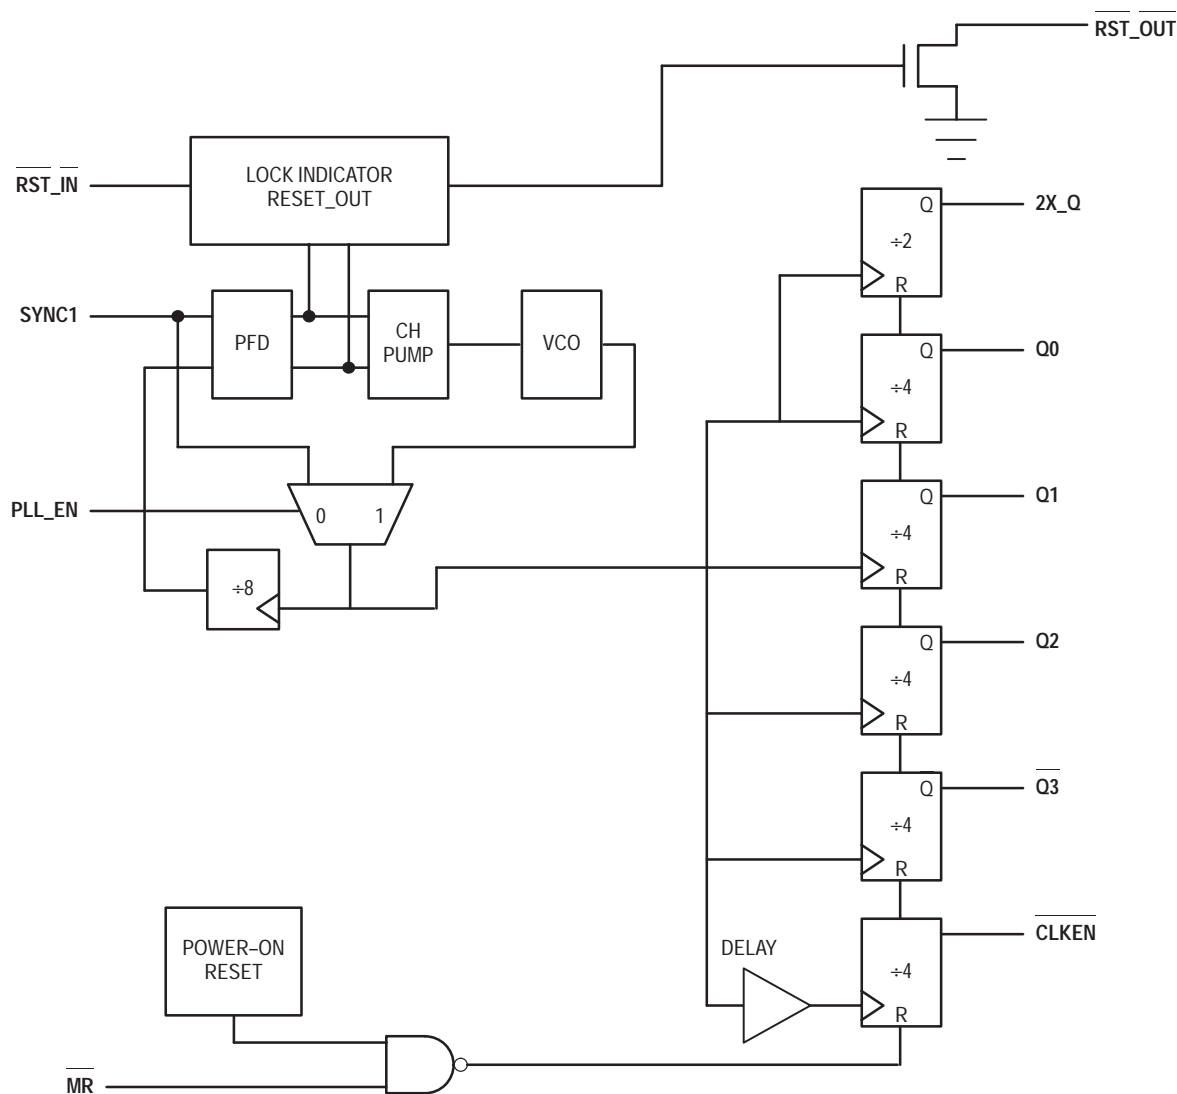 RST_OUT
LOCK INDICATOR
RESET_OUT
RST_IN
Q
2X_Q
÷2
R
SYNC1
PFD
CH
PUMP
VCO
Q
Q0
÷4
R
PLL_EN
0
1
Q
Q1
÷4
R
÷8
Q
Q2
÷4
R
Q
Q3
÷4
R
POWER–ON
RESET
DELAY
CLKEN
÷4
R
MR